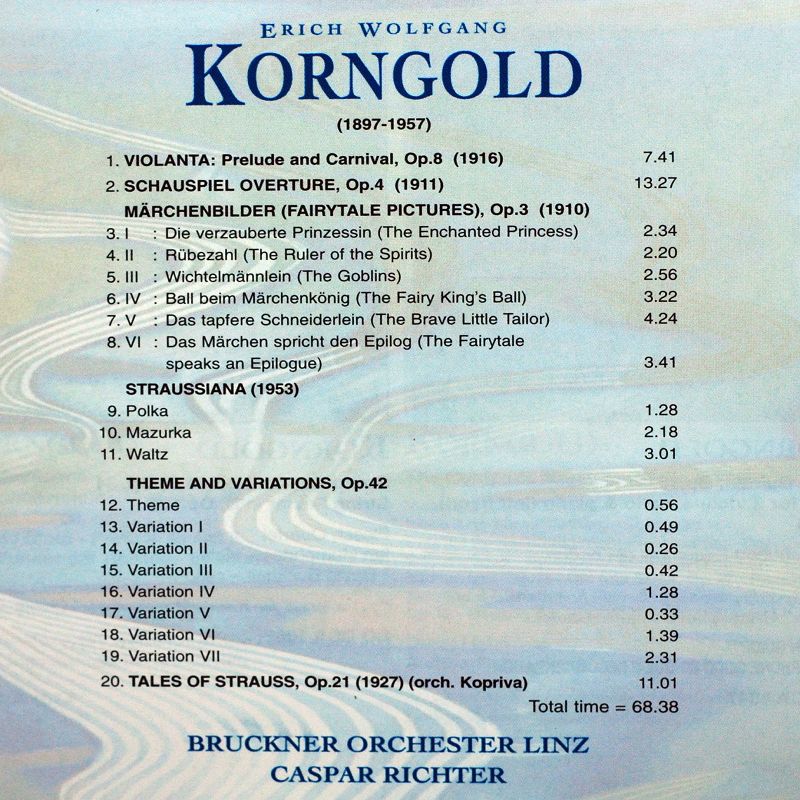 ERICH WOLFGANG
KORNGOLD
(1897-1957)
1. VIOLANTA: Prelude and Carnival, Op.8 (1916) 7.41
2. SCHAUSPIEL OVERTURE, Op.4 (1911) 13.27
MÄRCHENBILDER (FAIRYTALE PICTURES), Op.3 (1910)
3. I : Die verzauberte Prinzessin (The Enchanted Princess) 2.34
4. II : Rübezahl (The Ruler of the Spirits) 2.20
5. III : Wichtelmännlein (The Goblins) 2.56
6. IV : Ball beim Märchenkönig (The Fairy King's Ball) 3.22
7. V : Das tapfere Schneiderlein (The Brave Little Tailor) 4.24
8. VI : Das Märchen spricht den Epilog (The Fairytale
speaks an Epilogue) 3.41
STRAUSSIANA (1953)
9. Polka 1.28
10. Mazurka 2.18
11. Waltz 3.01
THEME AND VARIATIONS, Op.42
12. Theme 0.56
13. Variation I 0.49
14. Variation II 0.26
15. Variation III 0.42
16. Variation IV 1.28
17. Variation V 0.33
18. Variation VI 1.39
19. Variation VII 2.31
20. TALES OF STRAUSS, Op.21 (1927) (orch. Kopriva) 11.01
Total time = 68.38
BRUCKNER ORCHESTER LINZ
CASPAR RICHTER